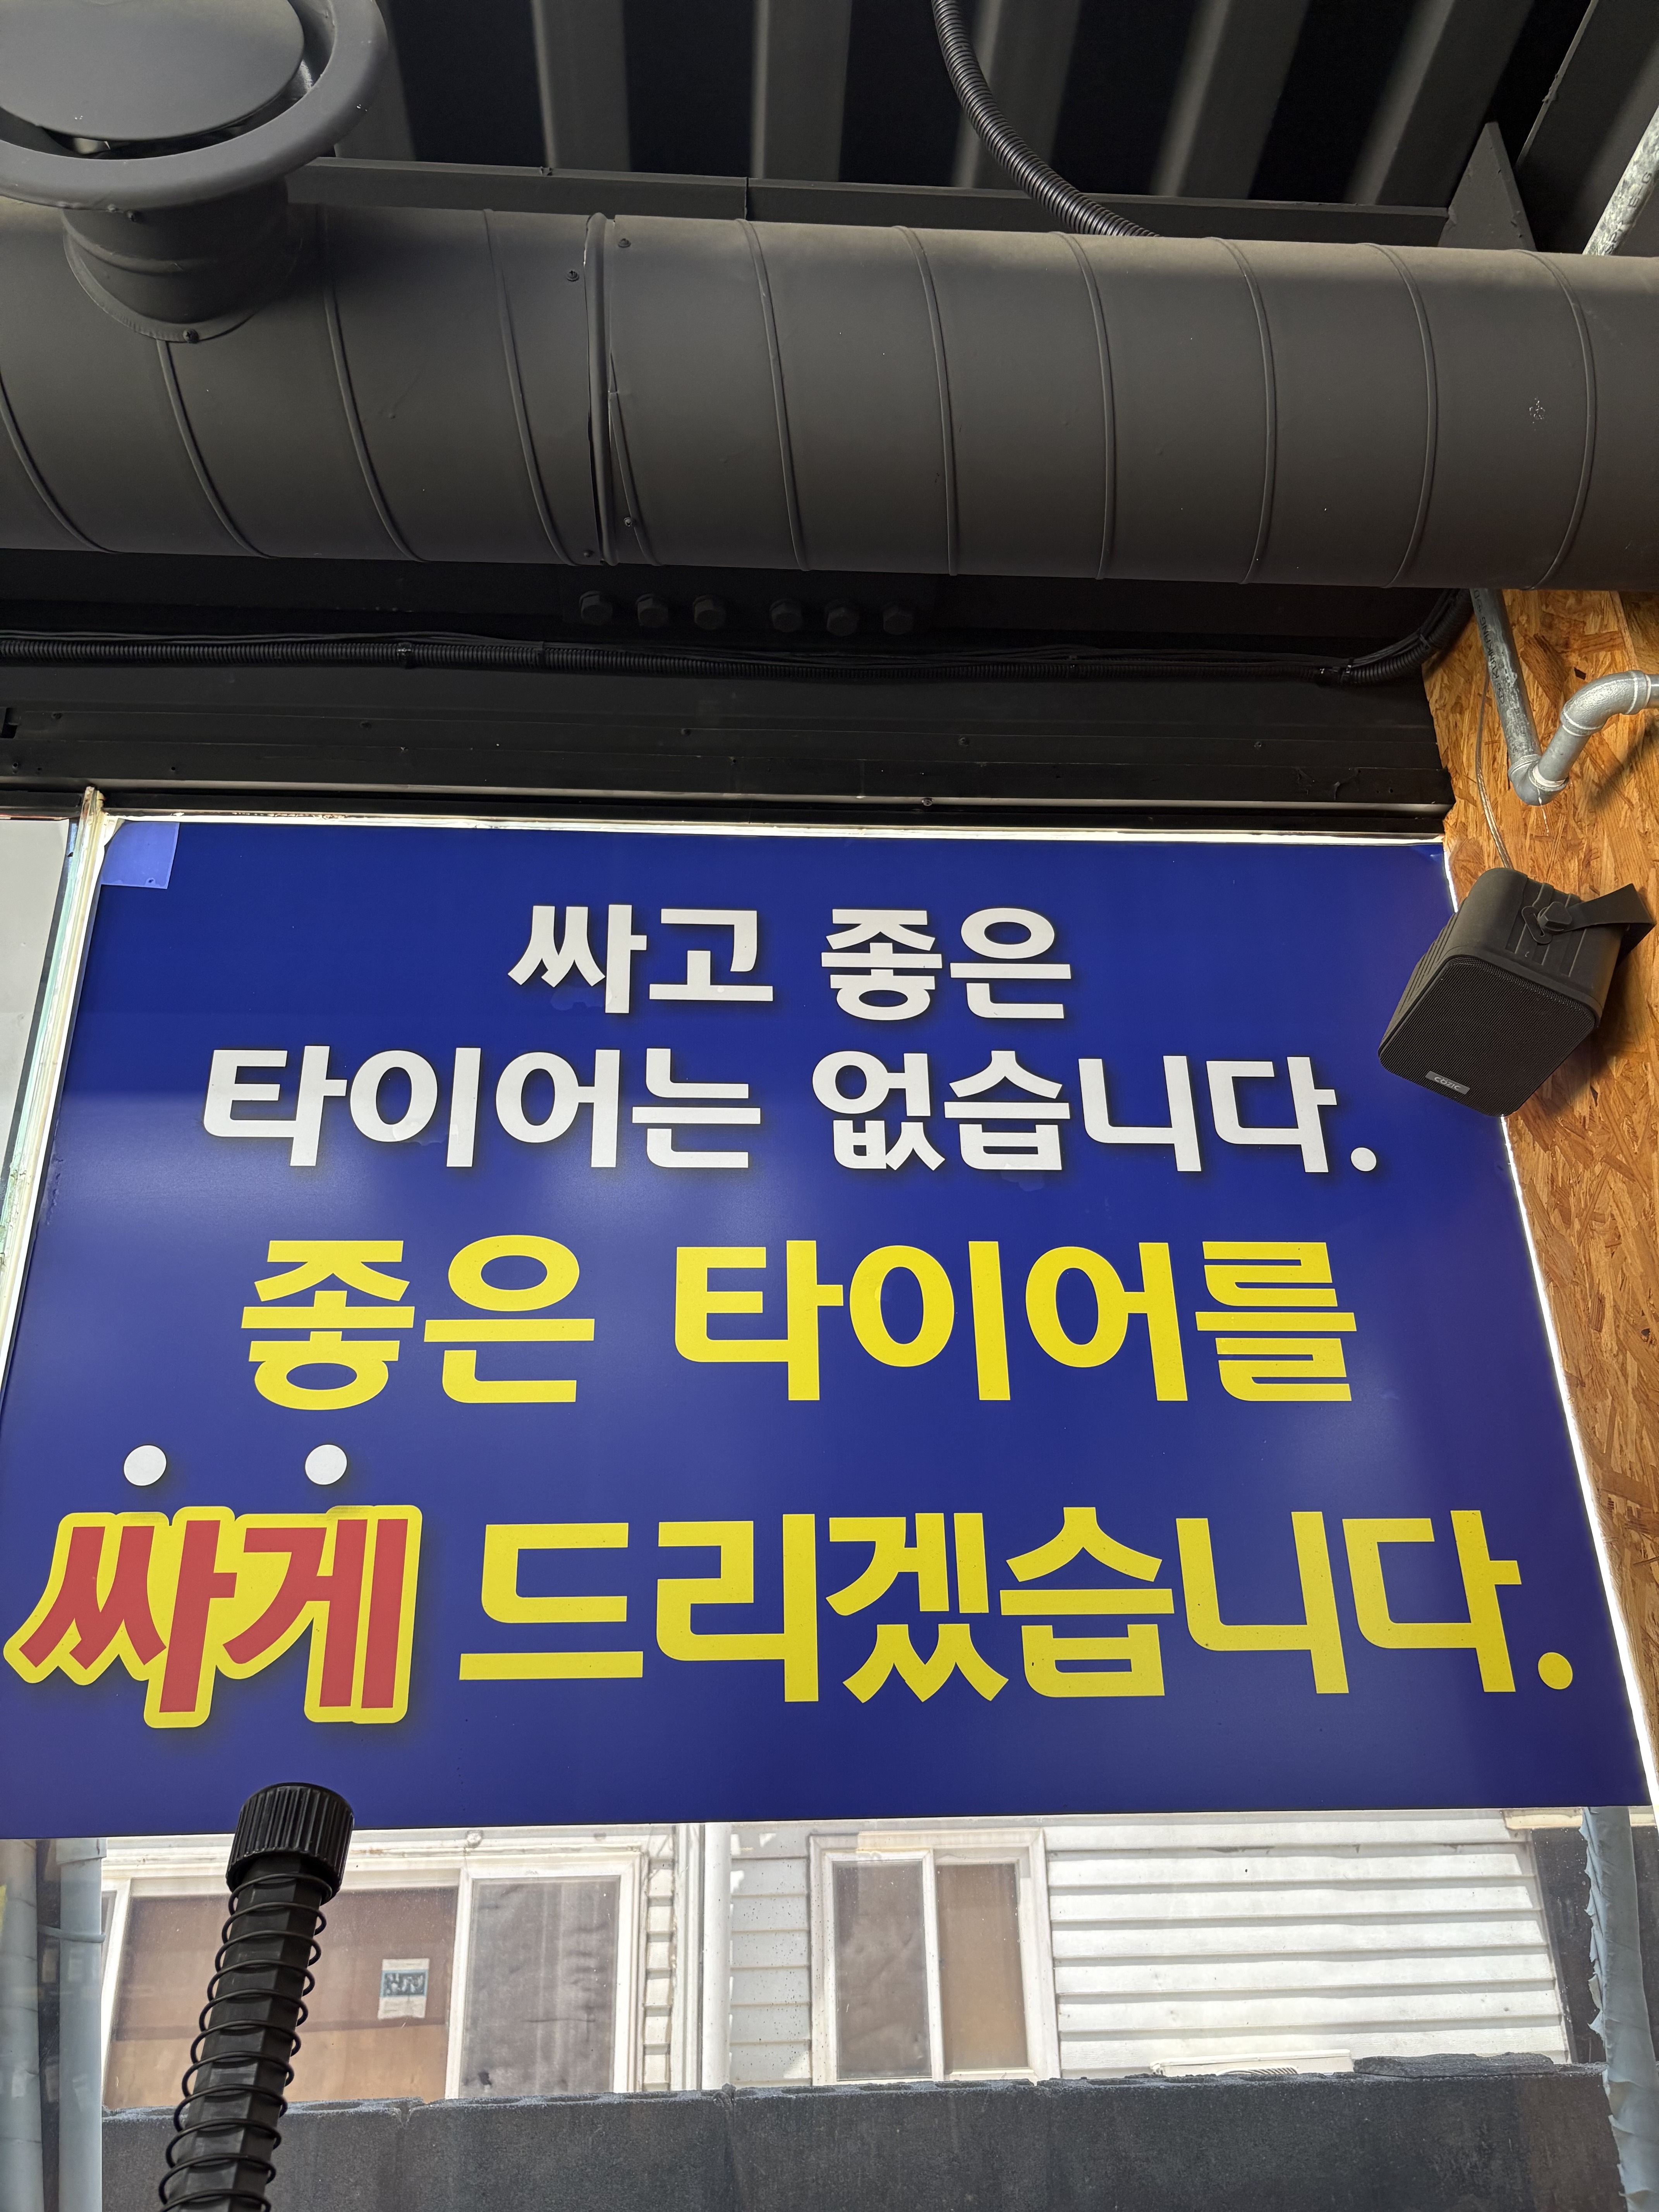 싸고 좋은
타이어는 없습니다.
좋은 타이어를
싸게 드리겠습니다.